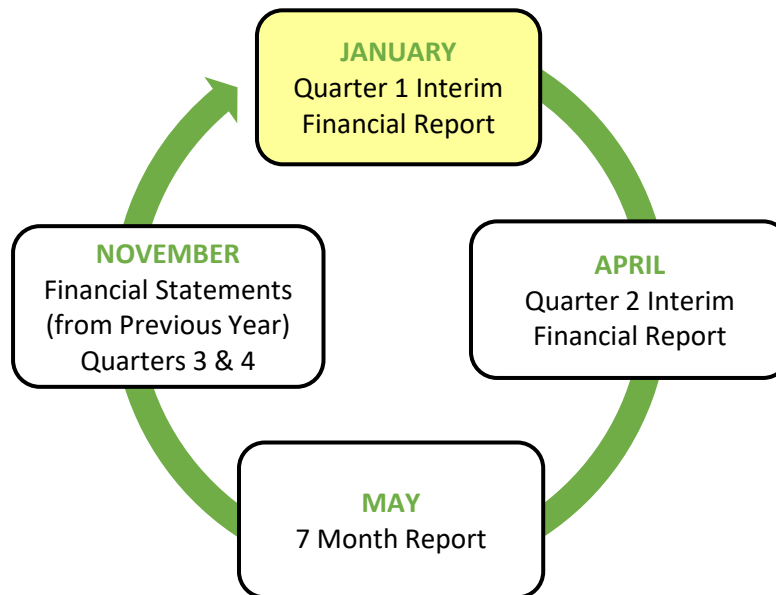 JANUARY
Quarter 1 Interim
Financial Report
APRIL
Quarter 2 Interim
Financial Report
MAY
7 Month Report
NOVEMBER
Financial Statements
(from Previous Year)
Quarters 3 & 4